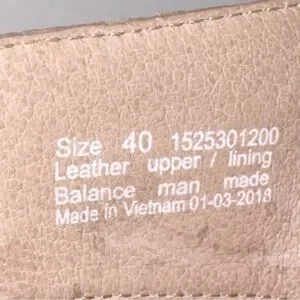 Size 40 1525301200
Leather upper / lining
Balance man made
Made in Vietnam 01-03-2018